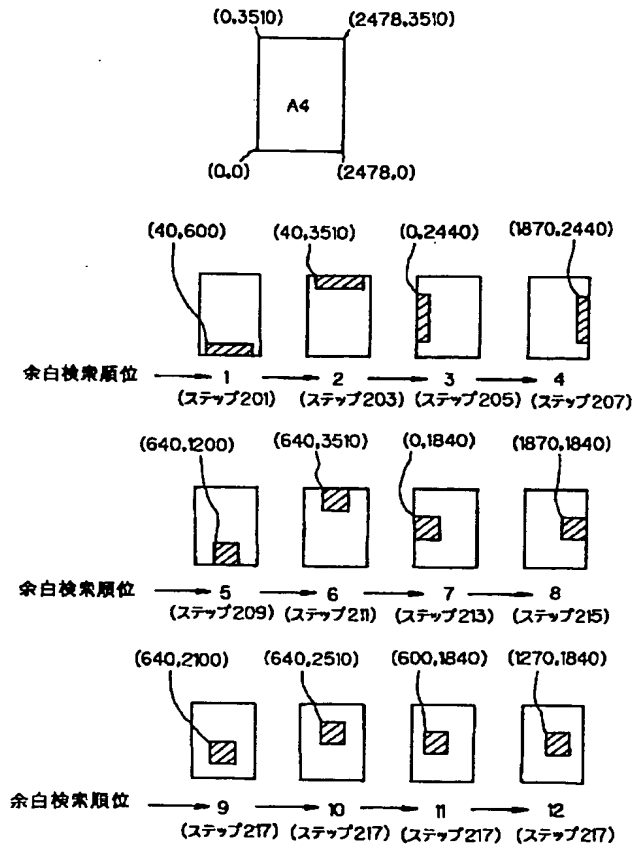 (0,3510) (2478,3510)
A4
(0,0) (2478,0)
(40,600) (40,3510) (0,2440) (1870,2440)
余白検索順位 1 2 3 4
(ステップ201) (ステップ203) (ステップ205) (ステップ207)
(640,1200) (640,3510) (0,1840) (1870,1840)
余白検索順位 5 6 7 8
(ステップ209) (ステップ211) (ステップ213) (ステップ215)
(640,2100) (640,2510) (600,1840) (1270,1840)
余白検索順位 9 10 11 12
(ステップ217) (ステップ217) (ステップ217) (ステップ217)